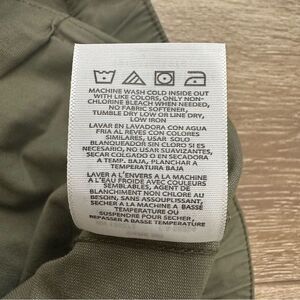 MACHINE WASH COLD INSIDE OUT
WITH LIKE COLORS, ONLY NON-
CHLORINE BLEACH WHEN NEEDED,
NO FABRIC SOFTENER,
TUMBLE DRY LOW OR LINE DRY,
LOW IRON
LAVAR EN LAVADORA CON AGUA
FRIA AL REVES CON COLORES
SIMILARES, USAR SOLO
BLANQUEADOR SIN CLORO SI ES
NECESARIO, NO USAR SUAVIZANTES,
SECAR COLGADO O EN SECADORA
A TEMP. BAJA, PLANCHAR A
TEMPERATURA BAJA
LAVER A L'ENVERS A LA MACHINE
A L'EAU FROIDE AVEC COULEURS
SEMBLABLES, AGENT DE
BLANCHIMENT NON CHLORE AU
BESOIN, SANS ASSOUPLISSANT,
SECHER A LA MACHINE A BASSE
TEMPERATURE OU
SUSPENDRE POUR SECHER,
REPASSER A BASSE TEMPERATURE